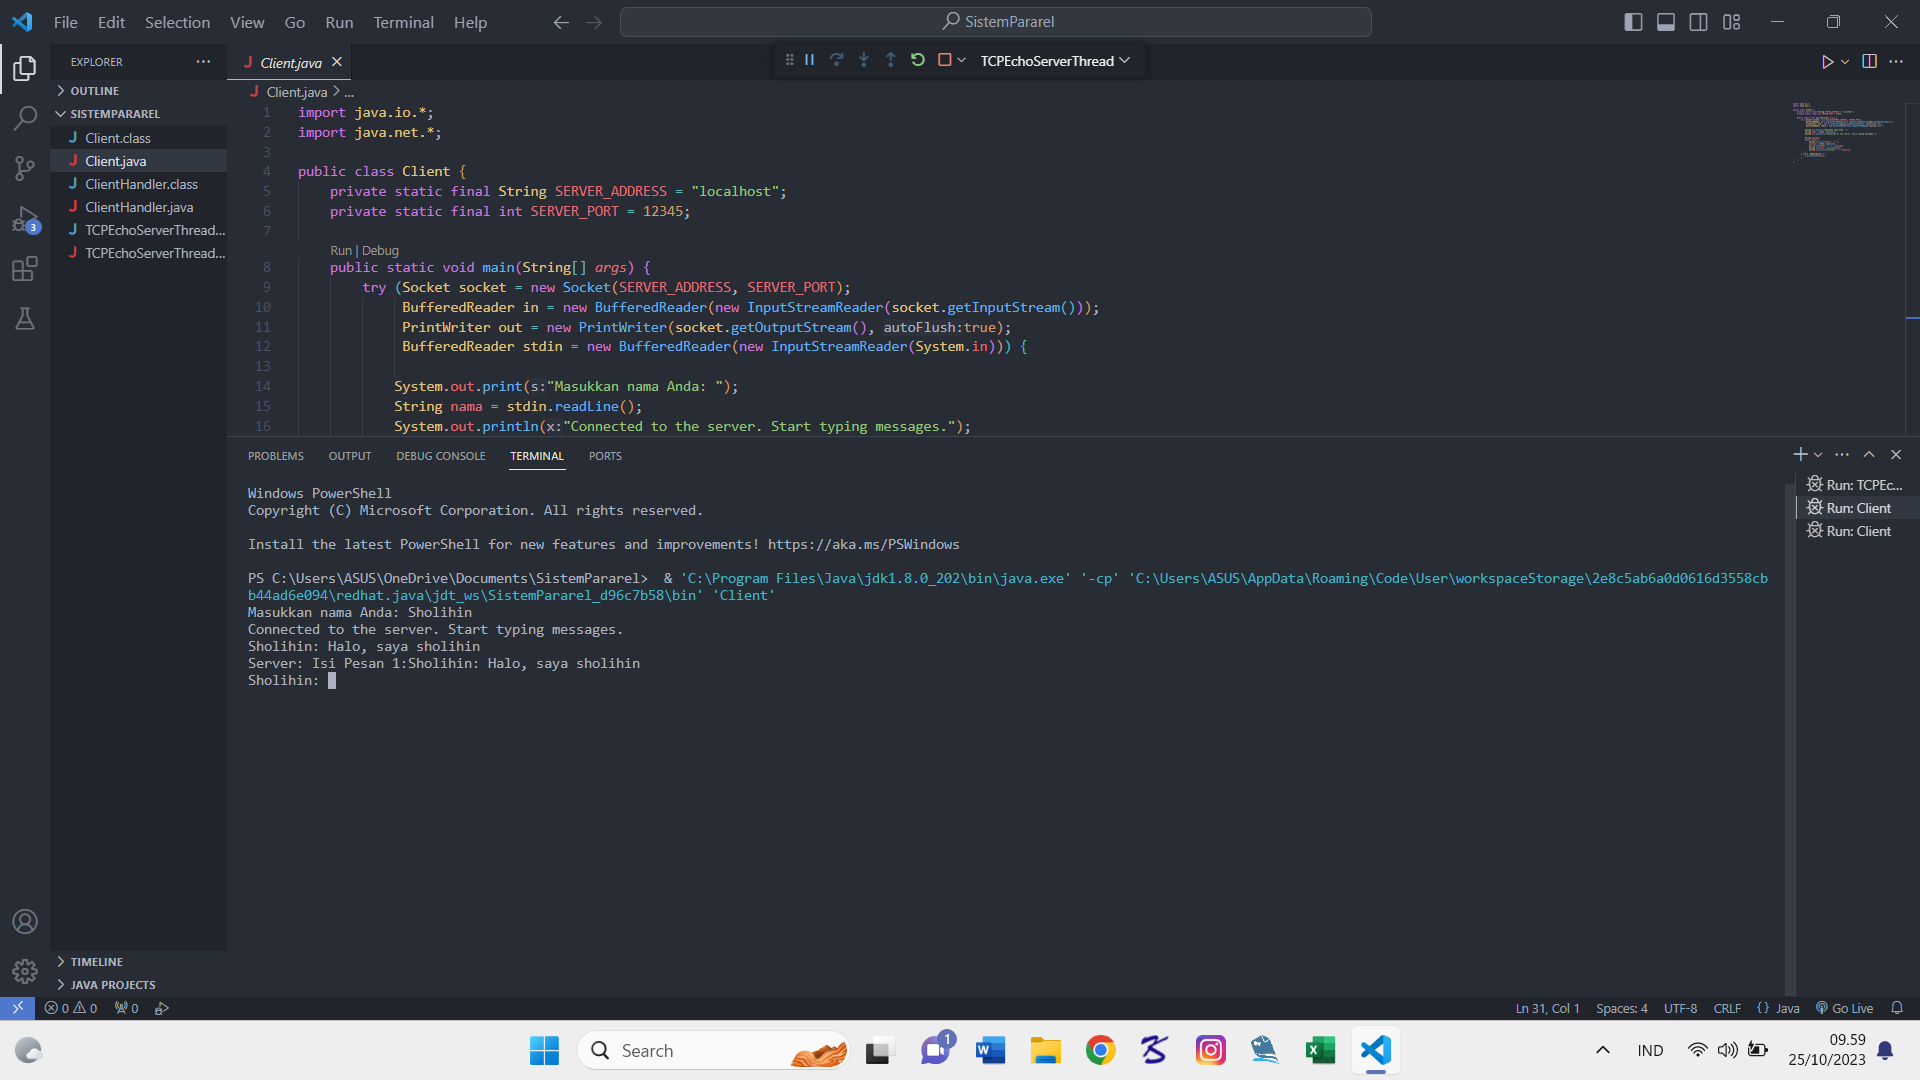 File Edit Selection View Go Run Terminal Help
SistemPararel
EXPLORER
OUTLINE
SISTEMPARAREL
Client.class
Client.java
ClientHandler.class
ClientHandler.java
TCPEchoServerThread...
TCPEchoServerThread...
TIMELINE
JAVA PROJECTS
3
Client.java
TCPEchoServerThread
Client.java > ...
1 import java.io.*;
2 import java.net.*;
3
4 public class Client {
5 private static final String SERVER_ADDRESS = "localhost";
6 private static final int SERVER_PORT = 12345;
7
Run | Debug
8 public static void main(String[] args) {
9 try (Socket socket = new Socket(SERVER_ADDRESS, SERVER_PORT);
10 BufferedReader in = new BufferedReader(new InputStreamReader(socket.getInputStream()));
11 PrintWriter out = new PrintWriter(socket.getOutputStream(), autoFlush:true);
12 BufferedReader stdin = new BufferedReader(new InputStreamReader(System.in))) {
13
14 System.out.print(s:"Masukkan nama Anda: ");
15 String nama = stdin.readLine();
16 System.out.println(x:"Connected to the server. Start typing messages.");
PROBLEMS OUTPUT DEBUG CONSOLE TERMINAL PORTS
Windows PowerShell
Copyright (C) Microsoft Corporation. All rights reserved.
Install the latest PowerShell for new features and improvements! https://aka.ms/PSWindows
PS C:\Users\ASUS\OneDrive\Documents\SistemPararel>  & 'C:\Program Files\Java\jdk1.8.0_202\bin\java.exe' '-cp' 'C:\Users\ASUS\AppData\Roaming\Code\User\workspaceStorage\2e8c5ab6a0d0616d3558cb
b44ad6e094\redhat.java\jdt_ws\SistemPararel_d96c7b58\bin' 'Client'
Masukkan nama Anda: Sholihin
Connected to the server. Start typing messages.
Sholihin: Halo, saya sholihin
Server: Isi Pesan 1:Sholihin: Halo, saya sholihin
Sholihin:
Run: TCPEc...
Run: Client
Run: Client
0 0 0
Ln 31, Col 1 Spaces: 4 UTF-8 CRLF {} Java Go Live
Search
1
IND
09.59
25/10/2023